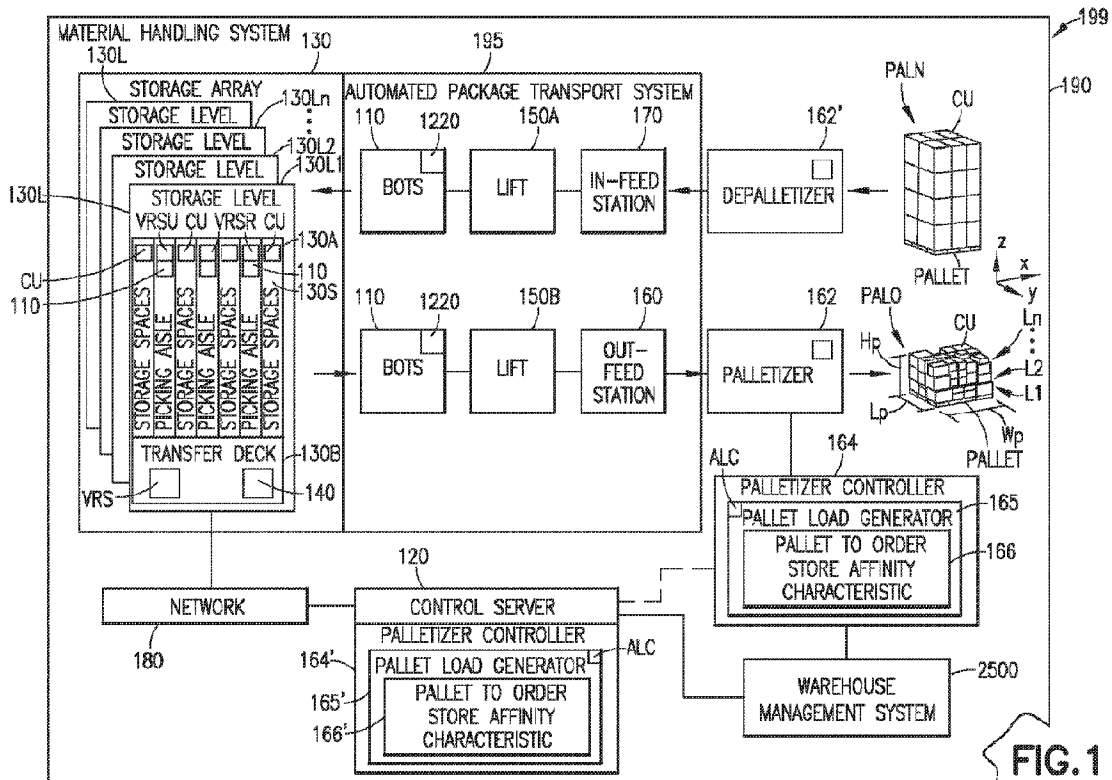 199
MATERIAL HANDLING SYSTEM
190
130L
130
195
STORAGE ARRAY
130Ln
STORAGE LEVEL
130L2
STORAGE LEVEL
130L1
STORAGE LEVEL
130L
STORAGE LEVEL
VRSU CU VRSR CU
130A
CU
110
110
130S
STORAGE SPACES
PICKING AISLE
STORAGE SPACES
PICKING AISLE
STORAGE SPACES
PICKING AISLE
STORAGE SPACES
TRANSFER DECK
130B
VRS
140
AUTOMATED PACKAGE TRANSPORT SYSTEM
110
1220
150A
170
162'
BOTS
LIFT
IN-FEED
STATION
DEPALLETIZER
PALN
CU
PALLET
z
x
y
110
1220
150B
160
162
BOTS
LIFT
OUT-
FEED
STATION
PALLETIZER
PALO
CU
Ln
L2
L1
Hp
Lp
Wp
PALLET
ALC
164
PALLETIZER CONTROLLER
165
PALLET LOAD GENERATOR
166
PALLET TO ORDER
STORE AFFINITY
CHARACTERISTIC
NETWORK
180
120
CONTROL SERVER
PALLETIZER CONTROLLER
164'
ALC
PALLET LOAD GENERATOR
165'
PALLET TO ORDER
STORE AFFINITY
CHARACTERISTIC
166'
2500
WAREHOUSE
MANAGEMENT SYSTEM
FIG.1